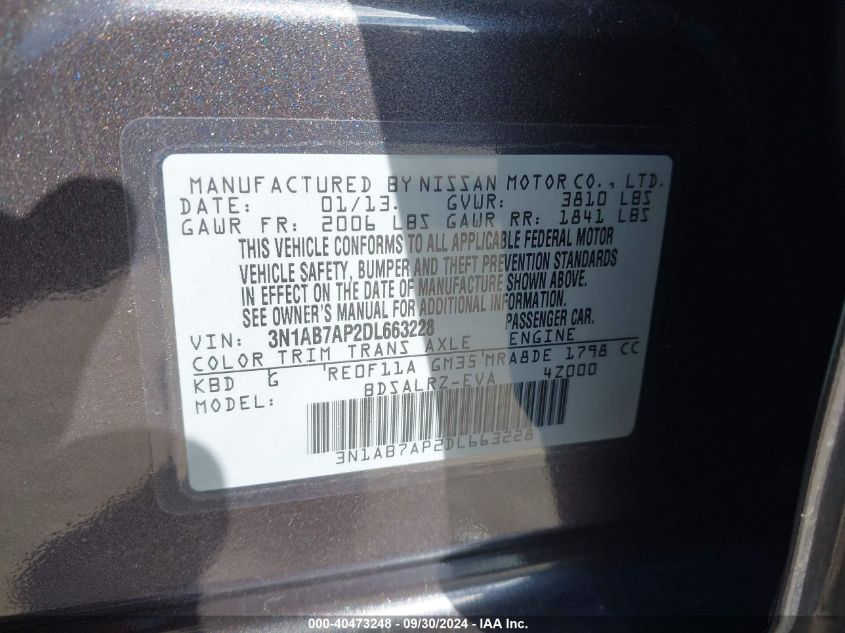 MANUFACTURED BY NISSAN MOTOR CO., LTD.
DATE: 01/13. GVWR: 3810 LBS
GAWR FR: 2006 LBS GAWR RR: 1841 LBS
THIS VEHICLE CONFORMS TO ALL APPLICABLE FEDERAL MOTOR
VEHICLE SAFETY, BUMPER AND THEFT PREVENTION STANDARDS
IN EFFECT ON THE DATE OF MANUFACTURE SHOWN ABOVE.
SEE OWNER'S MANUAL FOR ADDITIONAL INFORMATION.
VIN: 3N1AB7AP2DL663228 PASSENGER CAR.
COLOR TRIM TRANS AXLE ENGINE
KBD G RE0F11A GM35 MRA8DE 1798 CC
MODEL: BDSALRZ-EVA 4Z000
3N1AB7AP2DL663228
000-40473248 - 09/30/2024 - IAA Inc.